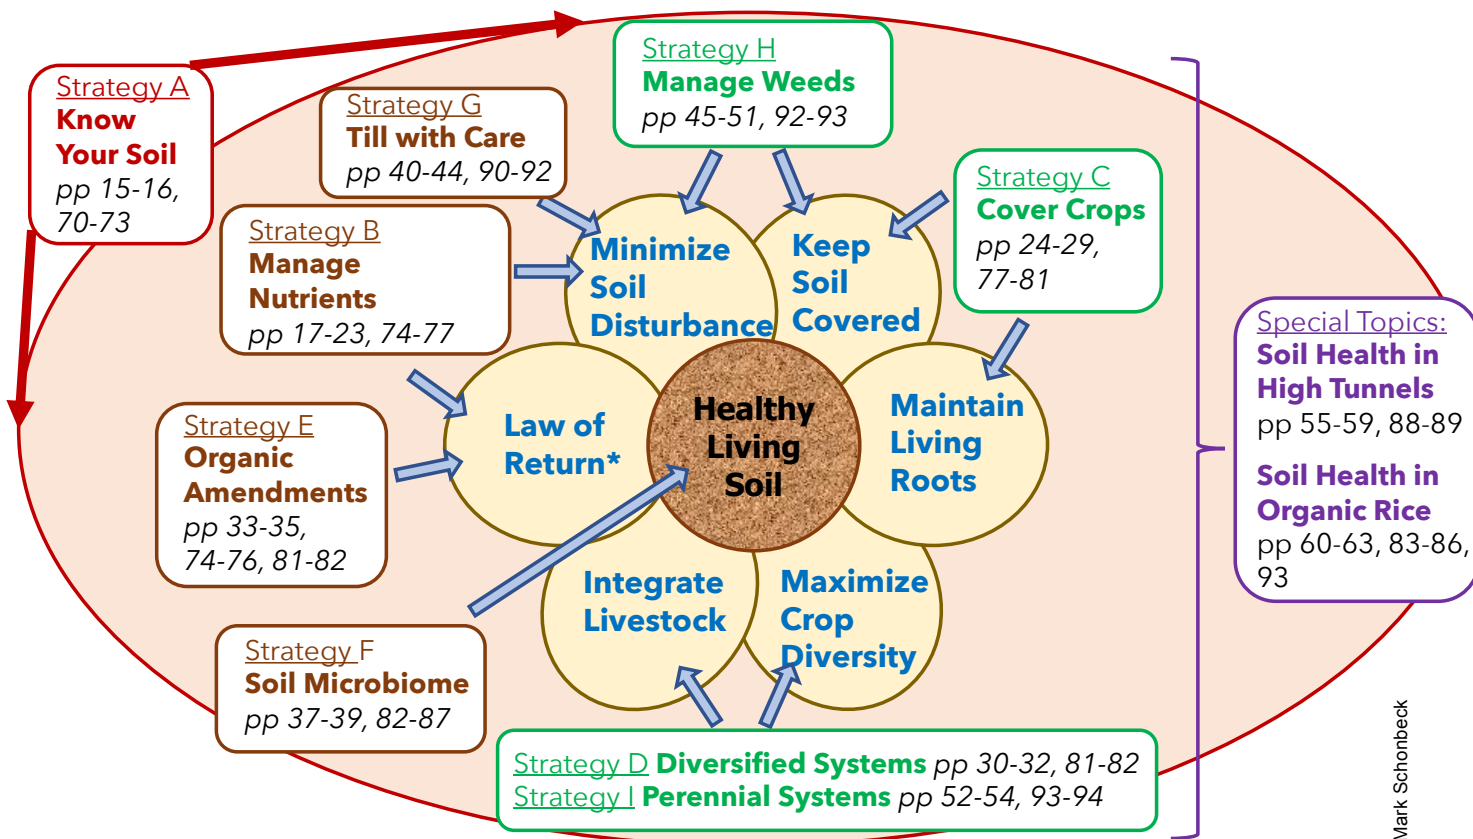 Strategy A
Know
Your Soil
pp 15-16,
70-73
Strategy G
Till with Care
pp 40-44, 90-92
Strategy H
Manage Weeds
pp 45-51, 92-93
Strategy B
Manage
Nutrients
pp 17-23, 74-77
Strategy C
Cover Crops
pp 24-29,
77-81
Minimize
Soil
Disturbance
Keep
Soil
Covered
Special Topics:
Soil Health in
High Tunnels
pp 55-59, 88-89
Soil Health in
Organic Rice
pp 60-63, 83-86,
93
Strategy E
Organic
Amendments
pp 33-35,
74-76, 81-82
Law of
Return*
Healthy
Living
Soil
Maintain
Living
Roots
Integrate
Livestock
Maximize
Crop
Diversity
Strategy F
Soil Microbiome
pp 37-39, 82-87
Strategy D Diversified Systems pp 30-32, 81-82
Strategy I Perennial Systems pp 52-54, 93-94
Mark Schonbeck